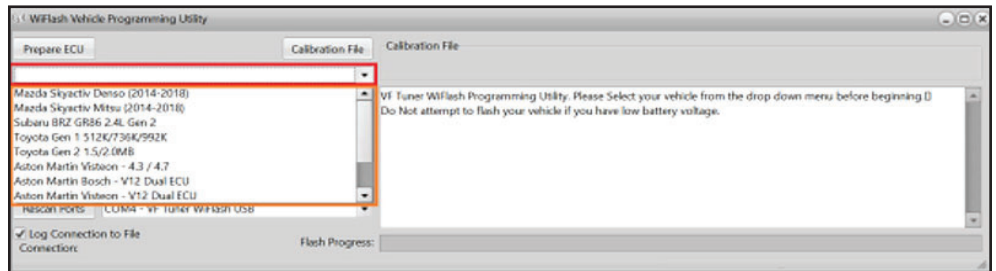 WiFlash Vehicle Programming Utility
Prepare ECU
Calibration File
Calibration File
Mazda Skyactiv Denso (2014-2018)
Mazda Skyactiv Mitsu (2014-2018)
Subaru BRZ GR86 2.4L Gen 2
Toyota Gen 1 512K/736K/992K
Toyota Gen 2 1.5/2.0MB
Aston Martin Visteon - 4.3 / 4.7
Aston Martin Bosch - V12 Dual ECU
Aston Martin Visteon - V12 Dual ECU
VF Tuner WiFlash Programming Utility. Please Select your vehicle from the drop down menu before beginning.
Do Not attempt to flash your vehicle if you have low battery voltage.
Rescan Ports
COM4 - VF Tuner WiFlash USB
Log Connection to File
Connection:
Flash Progress: